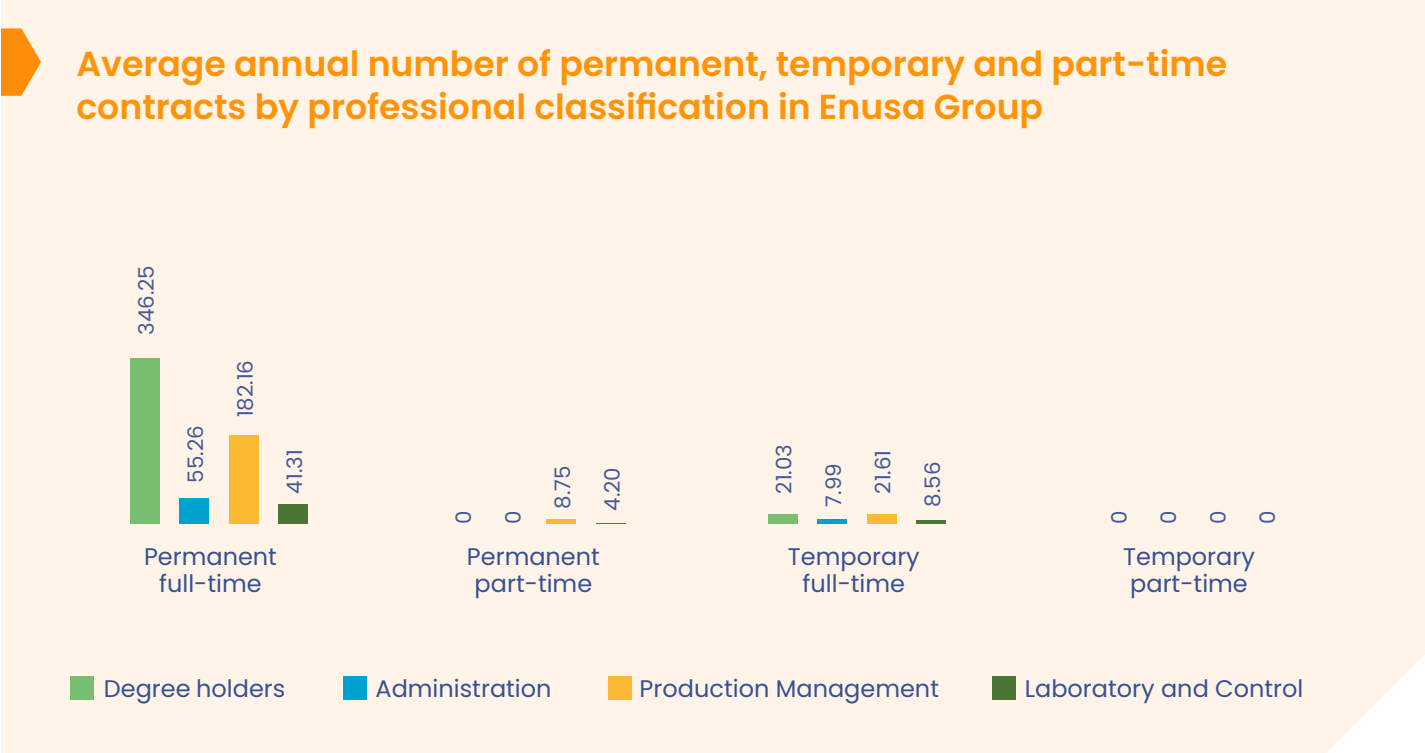 Average annual number of permanent, temporary and part-time
contracts by professional classification in Enusa Group
346.25
55.26
182.16
41.31
Permanent
full-time
0
0
8.75
4.20
Permanent
part-time
21.03
7.99
21.61
8.56
Temporary
full-time
0
0
0
0
Temporary
part-time
Degree holders
Administration
Production Management
Laboratory and Control